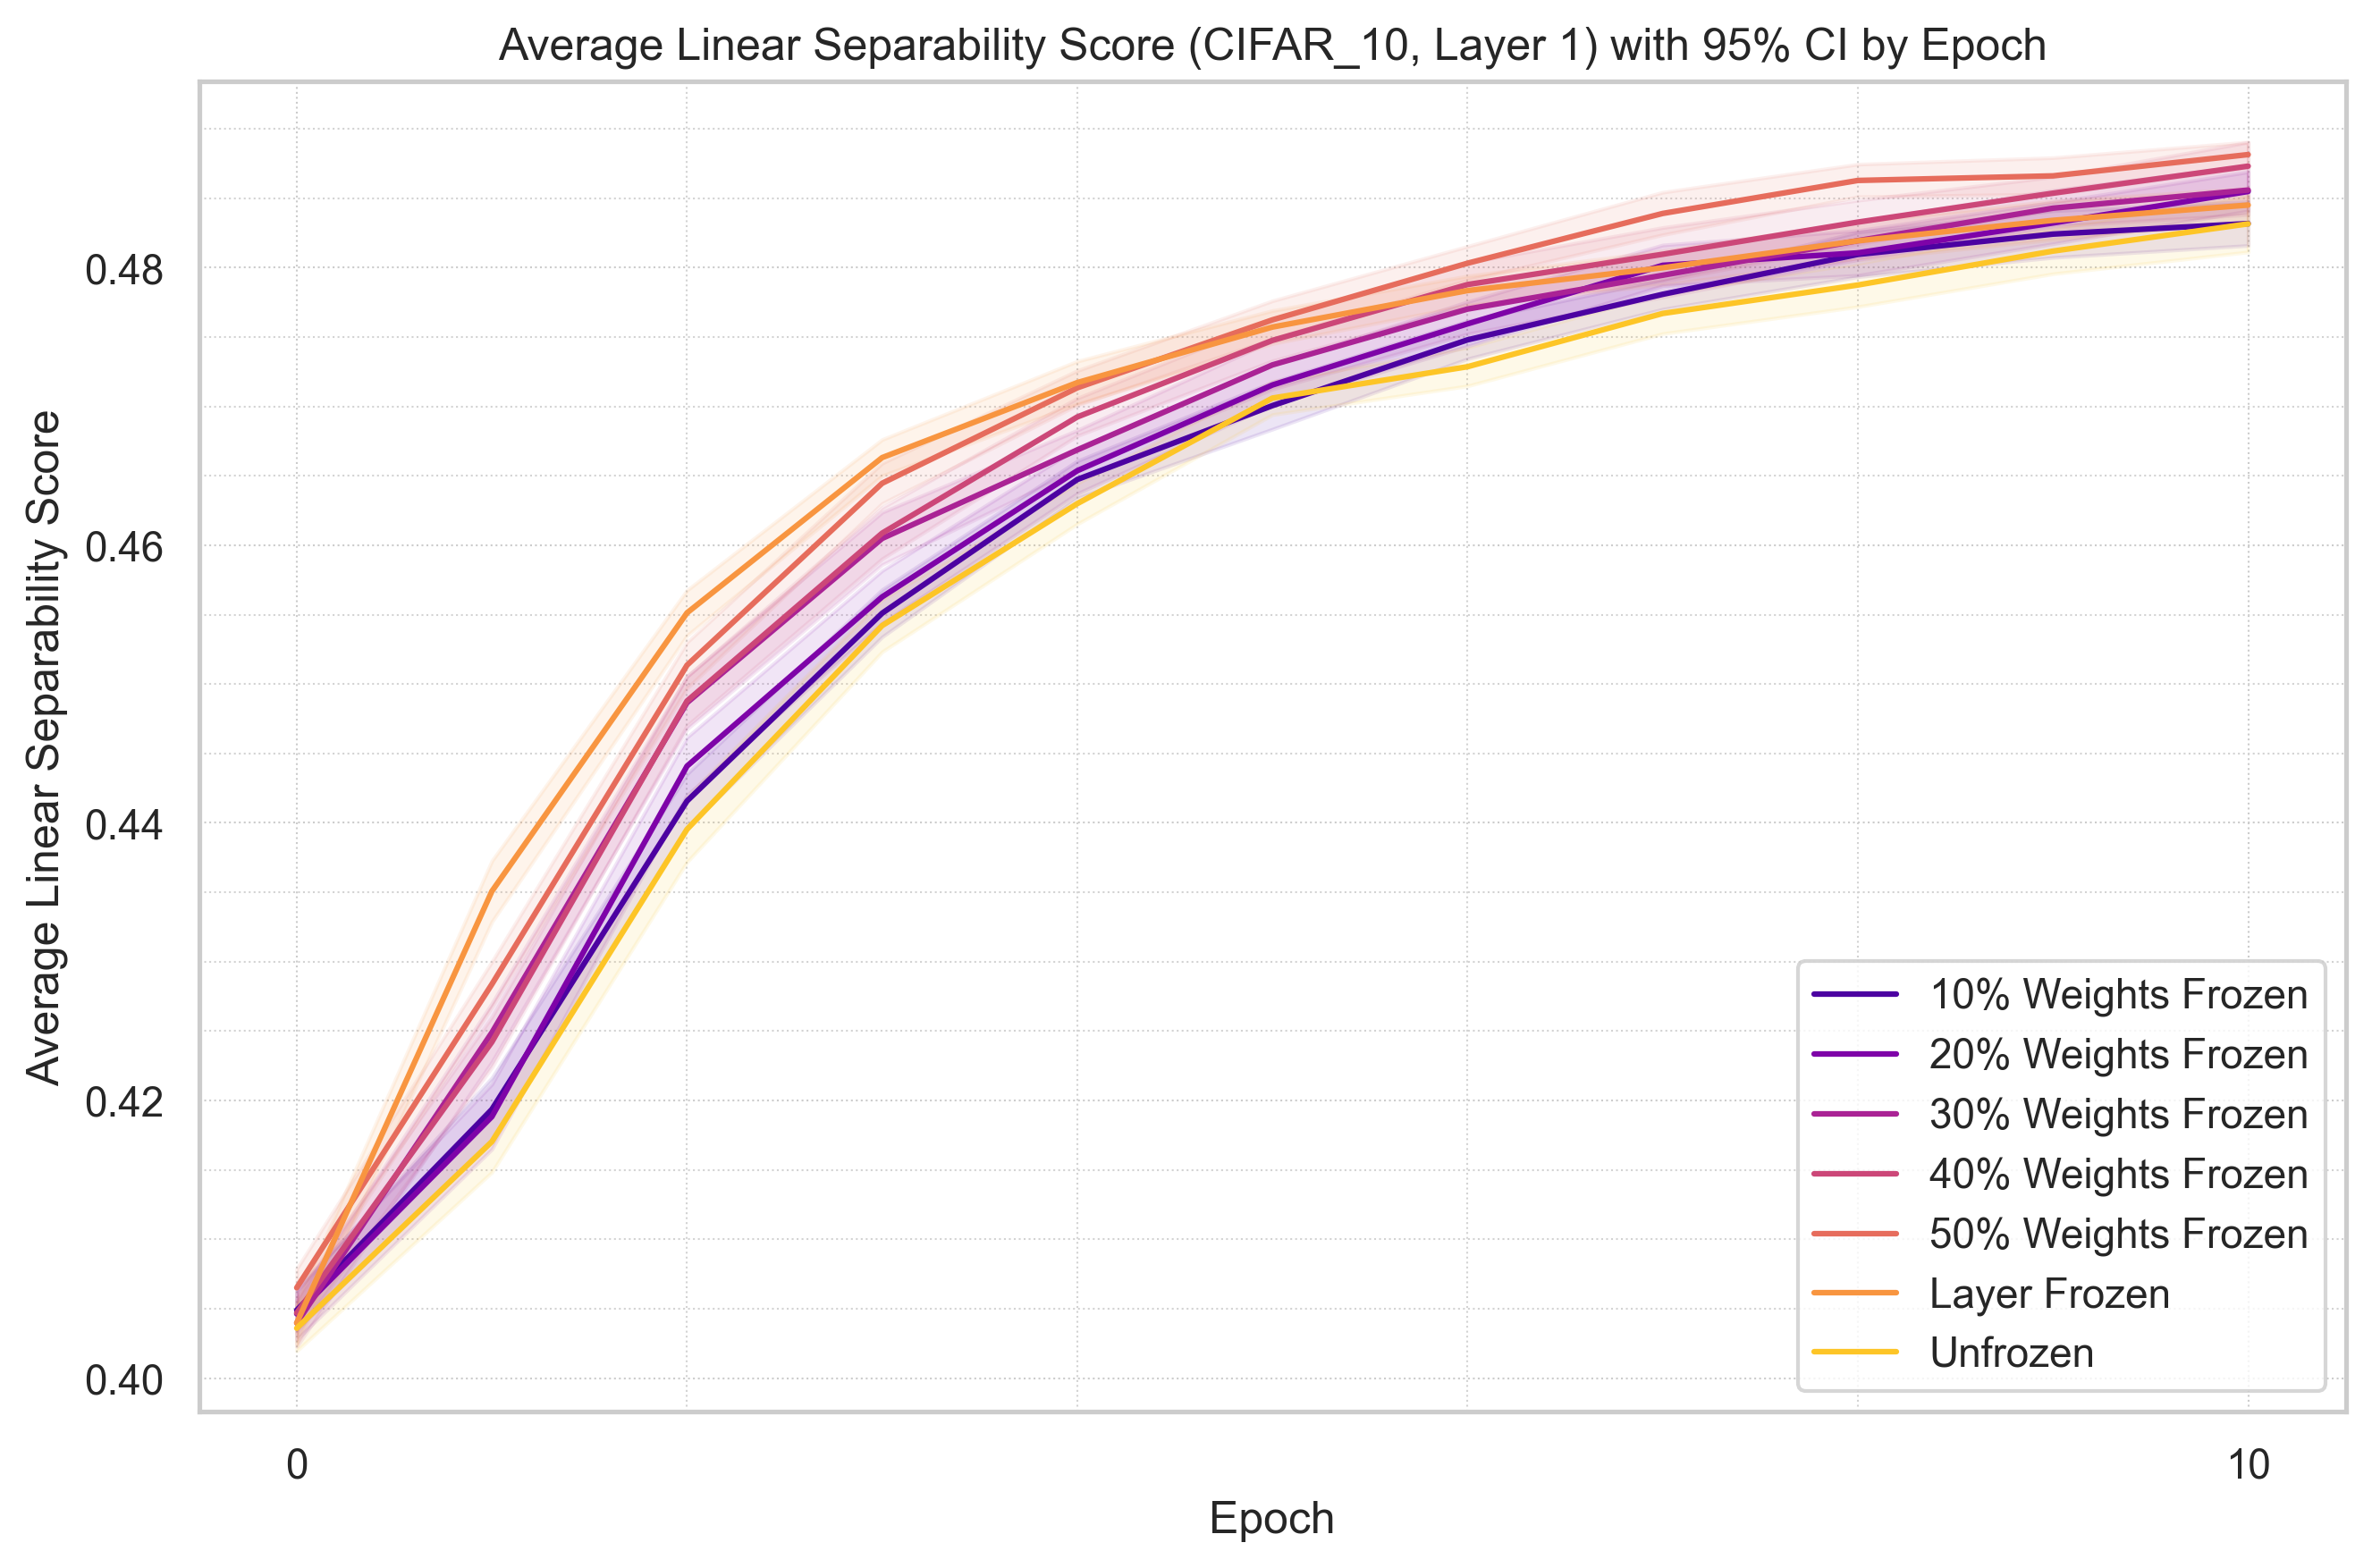 Average Linear Separability Score (CIFAR_10, Layer 1) with 95% CI by Epoch
Average Linear Separability Score
0.48
0.46
0.44
0.42
0.40
10% Weights Frozen
20% Weights Frozen
30% Weights Frozen
40% Weights Frozen
50% Weights Frozen
Layer Frozen
Unfrozen
0
10
Epoch